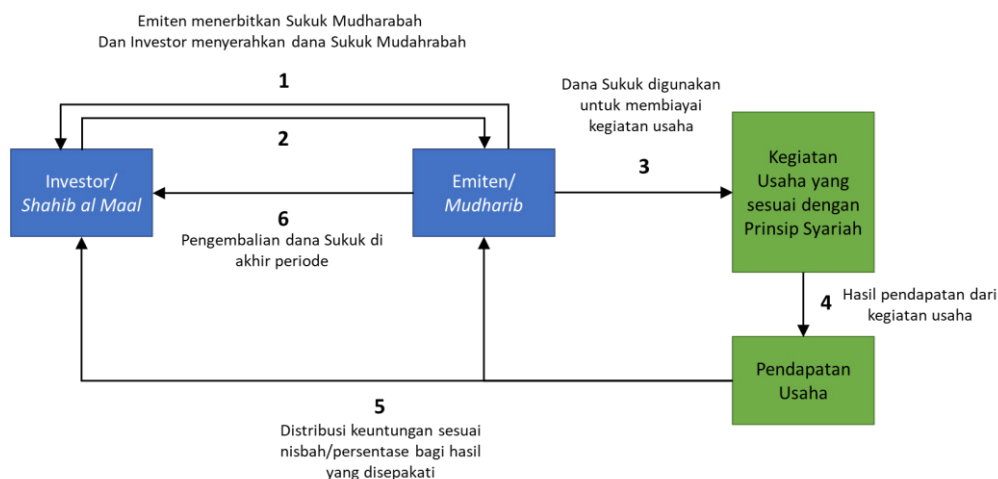 Emiten menerbitkan Sukuk Mudharabah
Dan Investor menyerahkan dana Sukuk Mudahrabah
1
2
Dana Sukuk digunakan
untuk membiayai
kegiatan usaha
3
Investor/
Shahib al Maal
Emiten/
Mudharib
Kegiatan
Usaha yang
sesuai dengan
Prinsip Syariah
6
Pengembalian dana Sukuk di
akhir periode
4
Hasil pendapatan dari
kegiatan usaha
Pendapatan
Usaha
5
Distribusi keuntungan sesuai
nisbah/persentase bagi hasil
yang disepakati